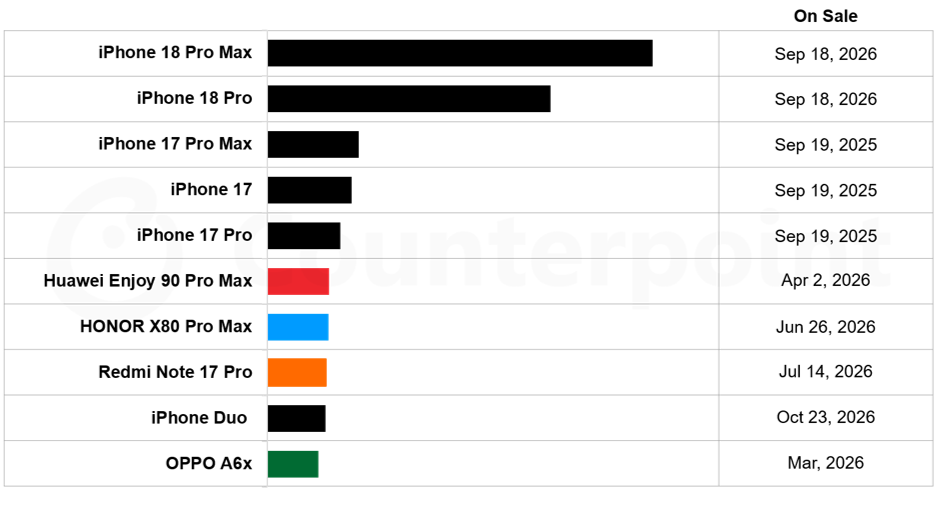 On Sale
iPhone 18 Pro Max Sep 18, 2026
iPhone 18 Pro Sep 18, 2026
iPhone 17 Pro Max Sep 19, 2025
iPhone 17 Sep 19, 2025
iPhone 17 Pro Sep 19, 2025
Counterpoint
Huawei Enjoy 90 Pro Max Apr 2, 2026
HONOR X80 Pro Max Jun 26, 2026
Redmi Note 17 Pro Jul 14, 2026
iPhone Duo Oct 23, 2026
OPPO A6x Mar, 2026